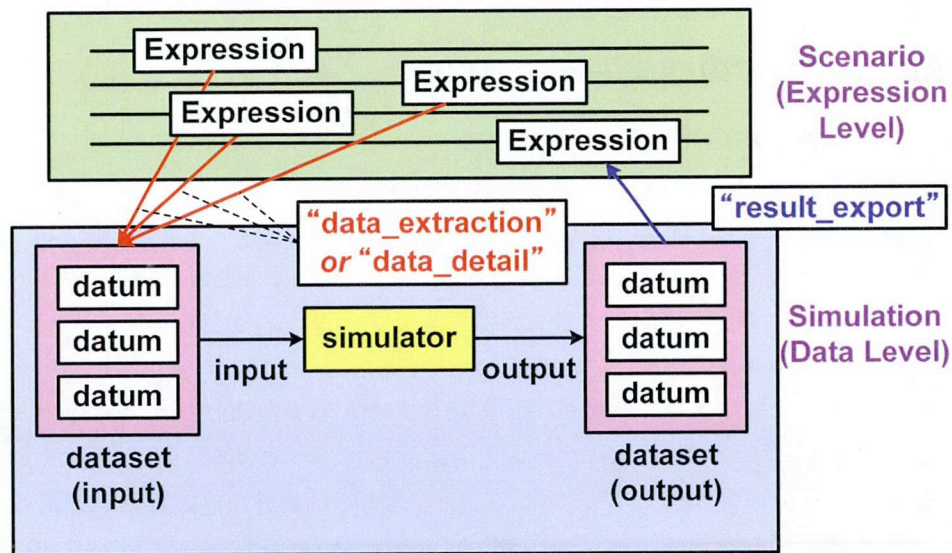 Expression
Expression
Expression
Expression
Scenario
(Expression
Level)
"data_extraction"
or "data_detail"
"result_export"
datum
datum
datum
dataset
(input)
input
simulator
output
datum
datum
datum
dataset
(output)
Simulation
(Data Level)